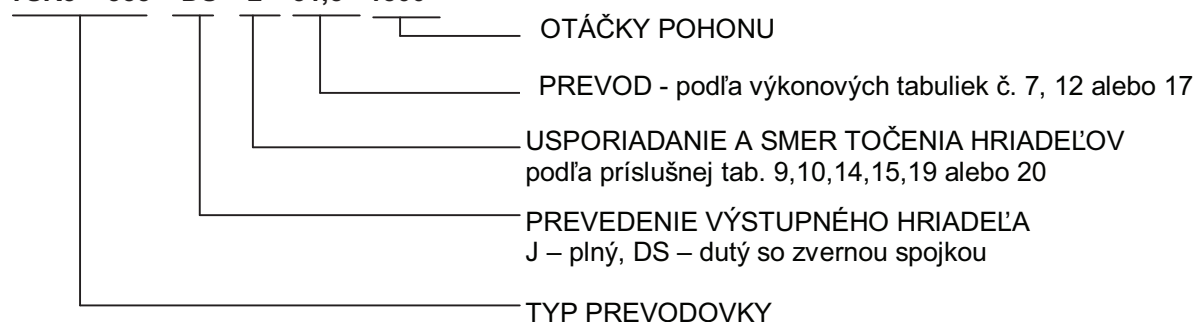 OTÁČKY POHONU
PREVOD - podľa výkonových tabuliek č. 7, 12 alebo 17
USPORIADANIE A SMER TOČENIA HRIADEĽOV
podľa príslušnej tab. 9,10,14,15,19 alebo 20
PREVEDENIE VÝSTUPNÉHO HRIADEĽA
J – plný, DS – dutý so zvernou spojkou
TYP PREVODOVKY